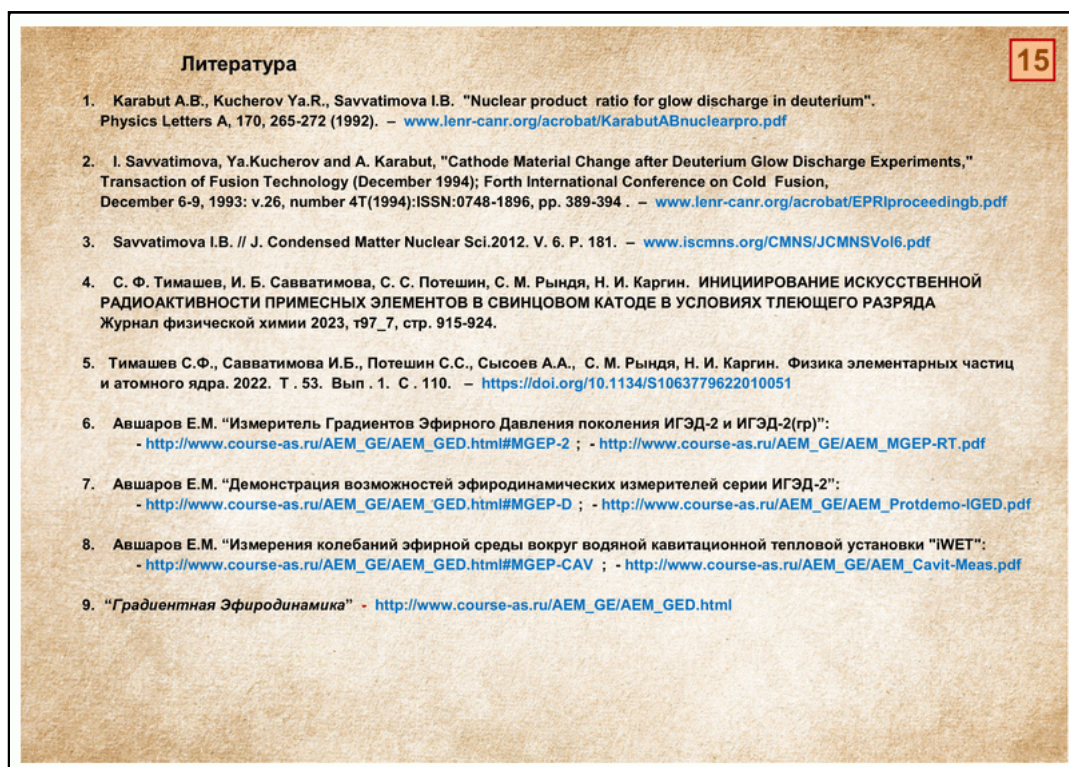 Литература
15
1. Karabut A.B., Kucherov Ya.R., Savvatimova I.B. "Nuclear product ratio for glow discharge in deuterium".
Physics Letters A, 170, 265-272 (1992). – www.lenr-canr.org/acrobat/KarabutABnuclearpro.pdf
2. I. Savvatimova, Ya.Kucherov and A. Karabut, "Cathode Material Change after Deuterium Glow Discharge Experiments,"
Transaction of Fusion Technology (December 1994); Forth International Conference on Cold Fusion,
December 6-9, 1993: v.26, number 4T(1994):ISSN:0748-1896, pp. 389-394 . – www.lenr-canr.org/acrobat/EPRIproceedingb.pdf
3. Savvatimova I.B. // J. Condensed Matter Nuclear Sci.2012. V. 6. P. 181. – www.iscmns.org/CMNS/JCMNSVol6.pdf
4. С. Ф. Тимашев, И. Б. Савватимова, С. С. Потешин, С. М. Рындя, Н. И. Каргин. ИНИЦИИРОВАНИЕ ИСКУССТВЕННОЙ
РАДИОАКТИВНОСТИ ПРИМЕСНЫХ ЭЛЕМЕНТОВ В СВИНЦОВОМ КАТОДЕ В УСЛОВИЯХ ТЛЕЮЩЕГО РАЗРЯДА
Журнал физической химии 2023, т97_7, стр. 915-924.
5. Тимашев С.Ф., Савватимова И.Б., Потешин С.С., Сысоев А.А., С. М. Рындя, Н. И. Каргин. Физика элементарных частиц
и атомного ядра. 2022. Т . 53. Вып . 1. С . 110. – https://doi.org/10.1134/S1063779622010051
6. Авшаров Е.М. “Измеритель Градиентов Эфирного Давления поколения ИГЭД-2 и ИГЭД-2(гр)”:
- http://www.course-as.ru/AEM_GE/AEM_GED.html#MGEP-2 ; - http://www.course-as.ru/AEM_GE/AEM_MGEP-RT.pdf
7. Авшаров Е.М. “Демонстрация возможностей эфиродинамических измерителей серии ИГЭД-2”:
- http://www.course-as.ru/AEM_GE/AEM_GED.html#MGEP-D ; - http://www.course-as.ru/AEM_GE/AEM_Protdemo-IGED.pdf
8. Авшаров Е.М. “Измерения колебаний эфирной среды вокруг водяной кавитационной тепловой установки "iWET":
- http://www.course-as.ru/AEM_GE/AEM_GED.html#MGEP-CAV ; - http://www.course-as.ru/AEM_GE/AEM_Cavit-Meas.pdf
9. “Градиентная Эфиродинамика” - http://www.course-as.ru/AEM_GE/AEM_GED.html